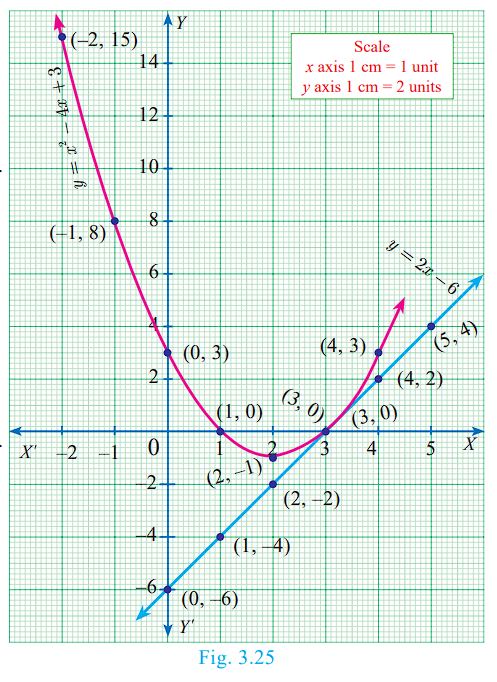 Y
(–2, 15)
Scale
x axis 1 cm = 1 unit
y axis 1 cm = 2 units
14
y = x² – 4x + 3
12
10
8
(–1, 8)
6
y = 2x – 6
4
(0, 3)
(4, 3)
(5, 4)
2
(4, 2)
(1, 0)
(3, 0)
(3, 0)
X′ –2 –1 0 1 2 3 4 5 X
(2, –1)
–2
(2, –2)
–4
(1, –4)
–6
(0, –6)
Y′
Fig. 3.25